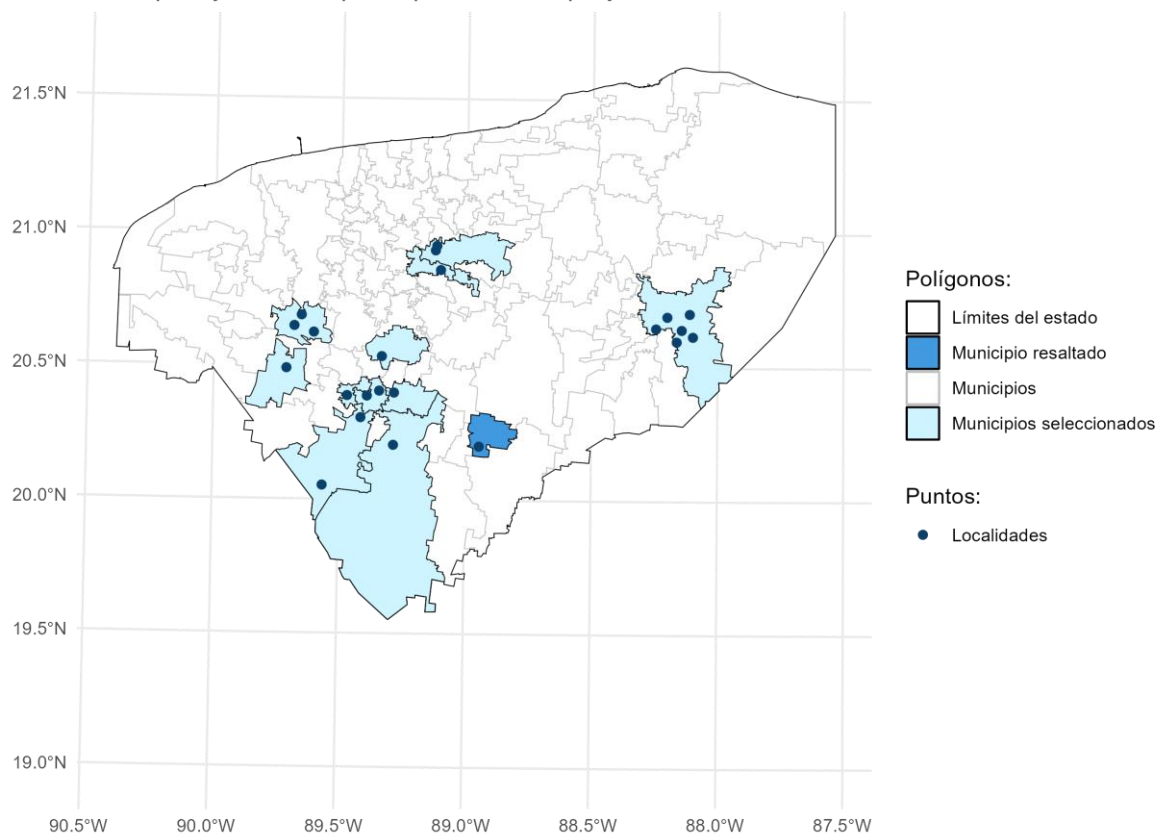 21.5°N
21.0°N
20.5°N
20.0°N
19.5°N
19.0°N
90.5°W
90.0°W
89.5°W
89.0°W
88.5°W
88.0°W
87.5°W
Polígonos:
Límites del estado
Municipio resaltado
Municipios
Municipios seleccionados
Puntos:
Localidades